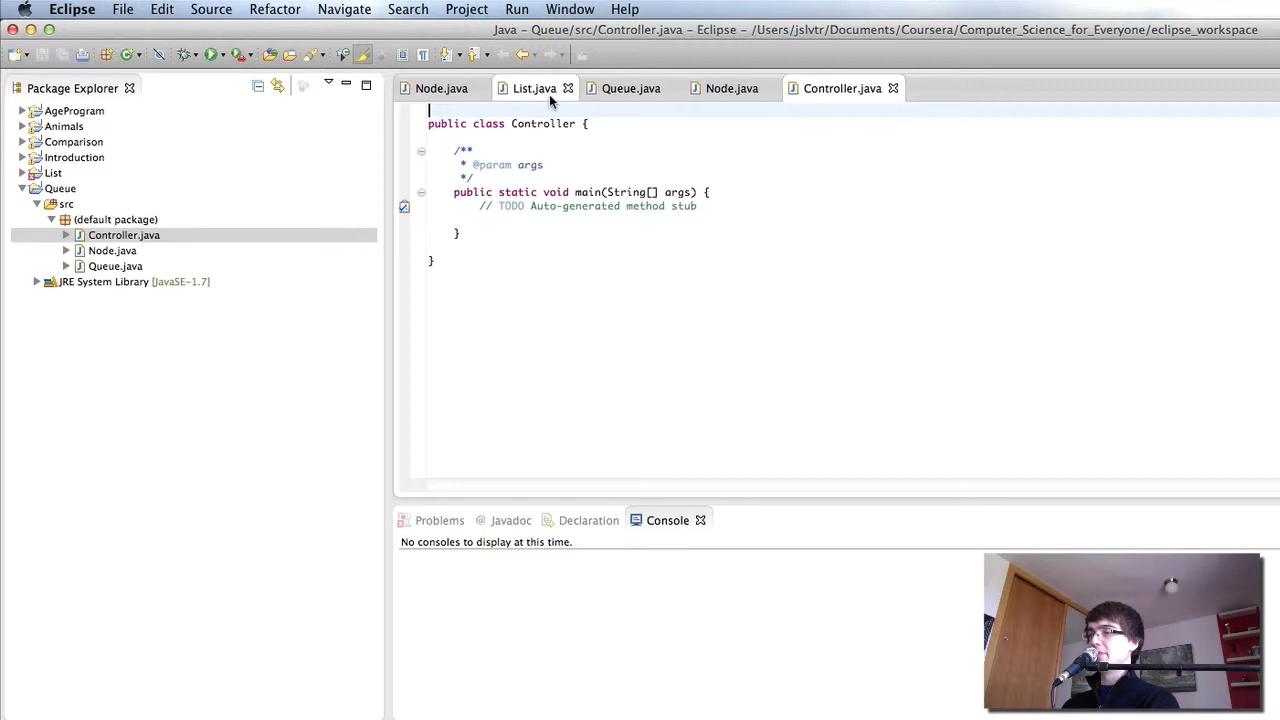 Eclipse File Edit Source Refactor Navigate Search Project Run Window Help
Java – Queue/src/Controller.java – Eclipse – /Users/jslvtr/Documents/Coursera/Computer_Science_for_Everyone/eclipse_workspace
Package Explorer
Node.java List.java Queue.java Node.java Controller.java
AgeProgram
Animals
Comparison
Introduction
List
Queue
src
(default package)
Controller.java
Node.java
Queue.java
JRE System Library [JavaSE-1.7]
public class Controller {
/**
* @param args
*/
public static void main(String[] args) {
// TODO Auto-generated method stub
}
}
Problems @ Javadoc Declaration Console
No consoles to display at this time.